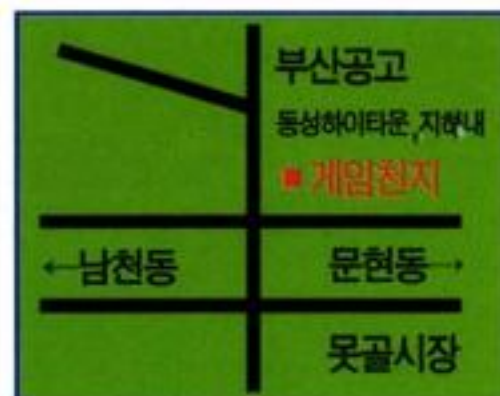 부산공고
동성하이타운, 지하내
■ 게임천지
←남천동
문현동→
못골시장